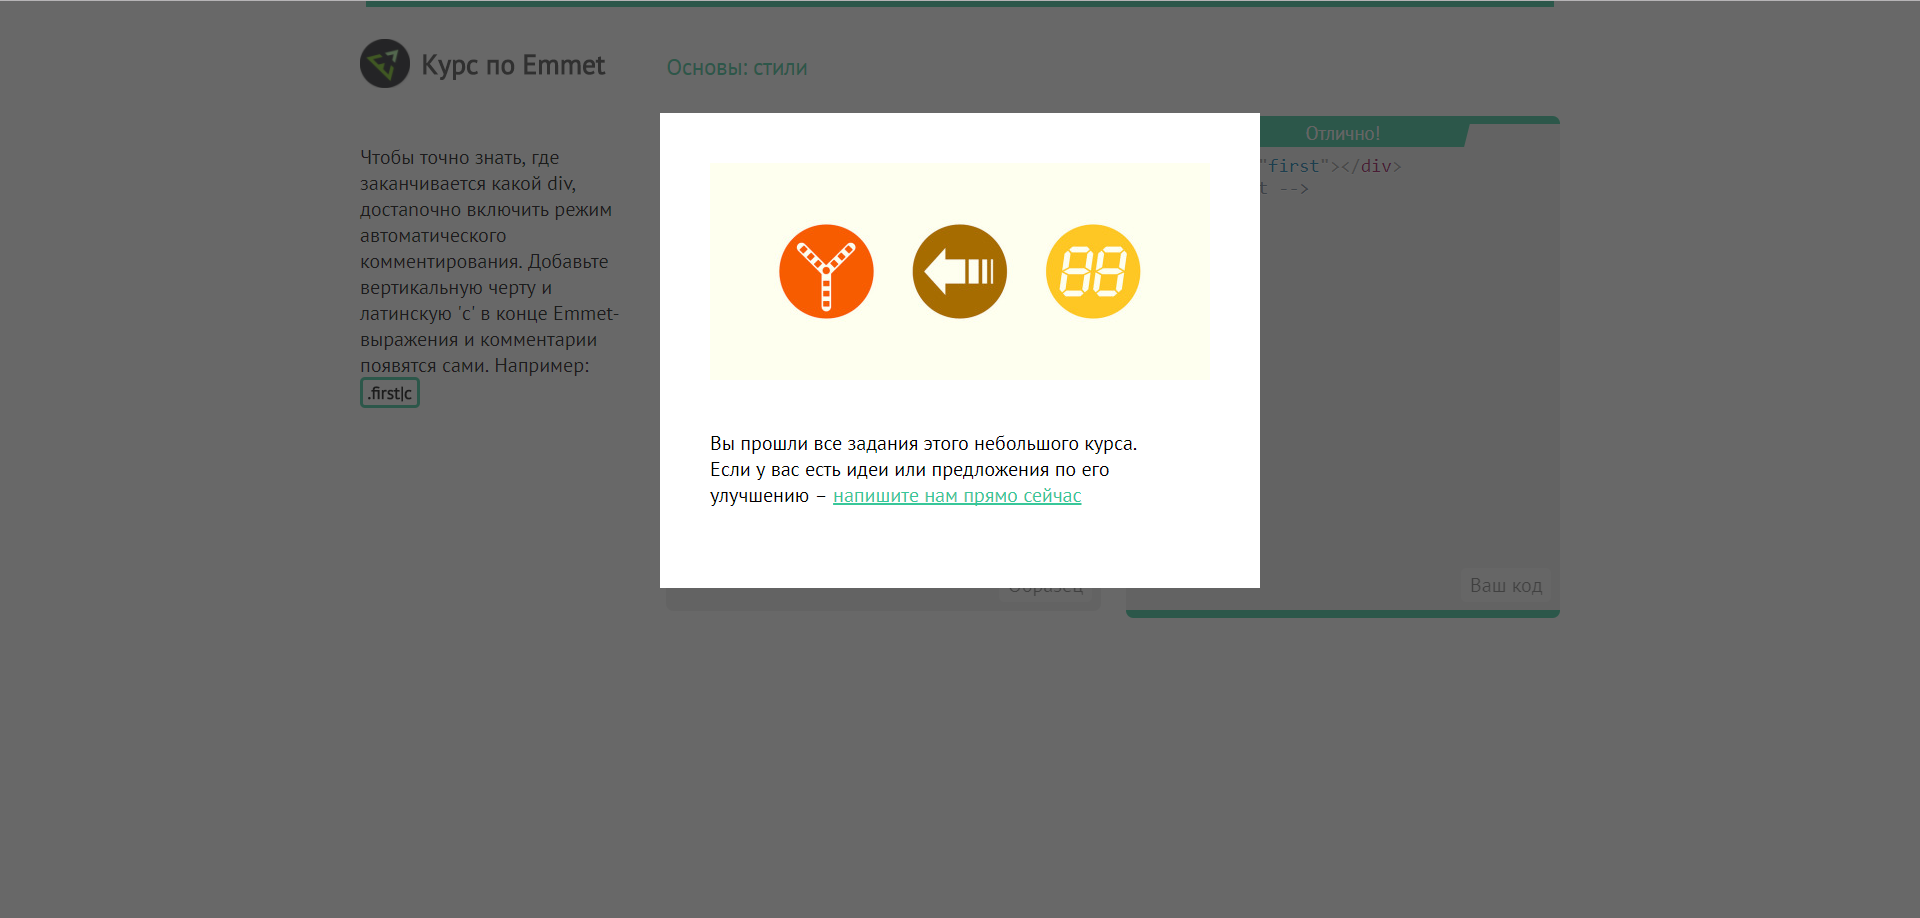 Курс по Emmet
Основы: стили
Чтобы точно знать, где
заканчивается какой div,
достаnочно включить режим
автоматического
комментирования. Добавьте
вертикальную черту и
латинскую 'c' в конце Emmet-
выражения и комментарии
появятся сами. Например:
.first|c
Отлично!
"first"></div>
t -->
88
Вы прошли все задания этого небольшого курса.
Если у вас есть идеи или предложения по его
улучшению – напишите нам прямо сейчас
Образец
Ваш код